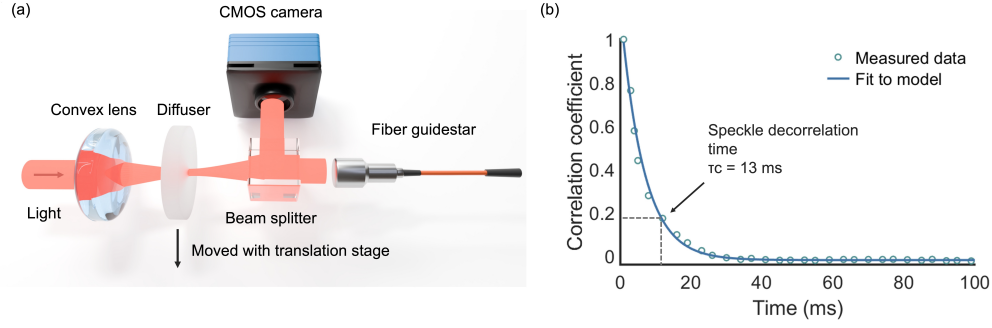 (a)
CMOS camera
Convex lens
Diffuser
Fiber guidestar
Light
Beam splitter
Moved with translation stage
(b)
Correlation coefficient
1
0.8
0.6
0.4
0.2
0
Measured data
Fit to model
Speckle decorrelation
time
τc = 13 ms
0
20
40
60
80
100
Time (ms)